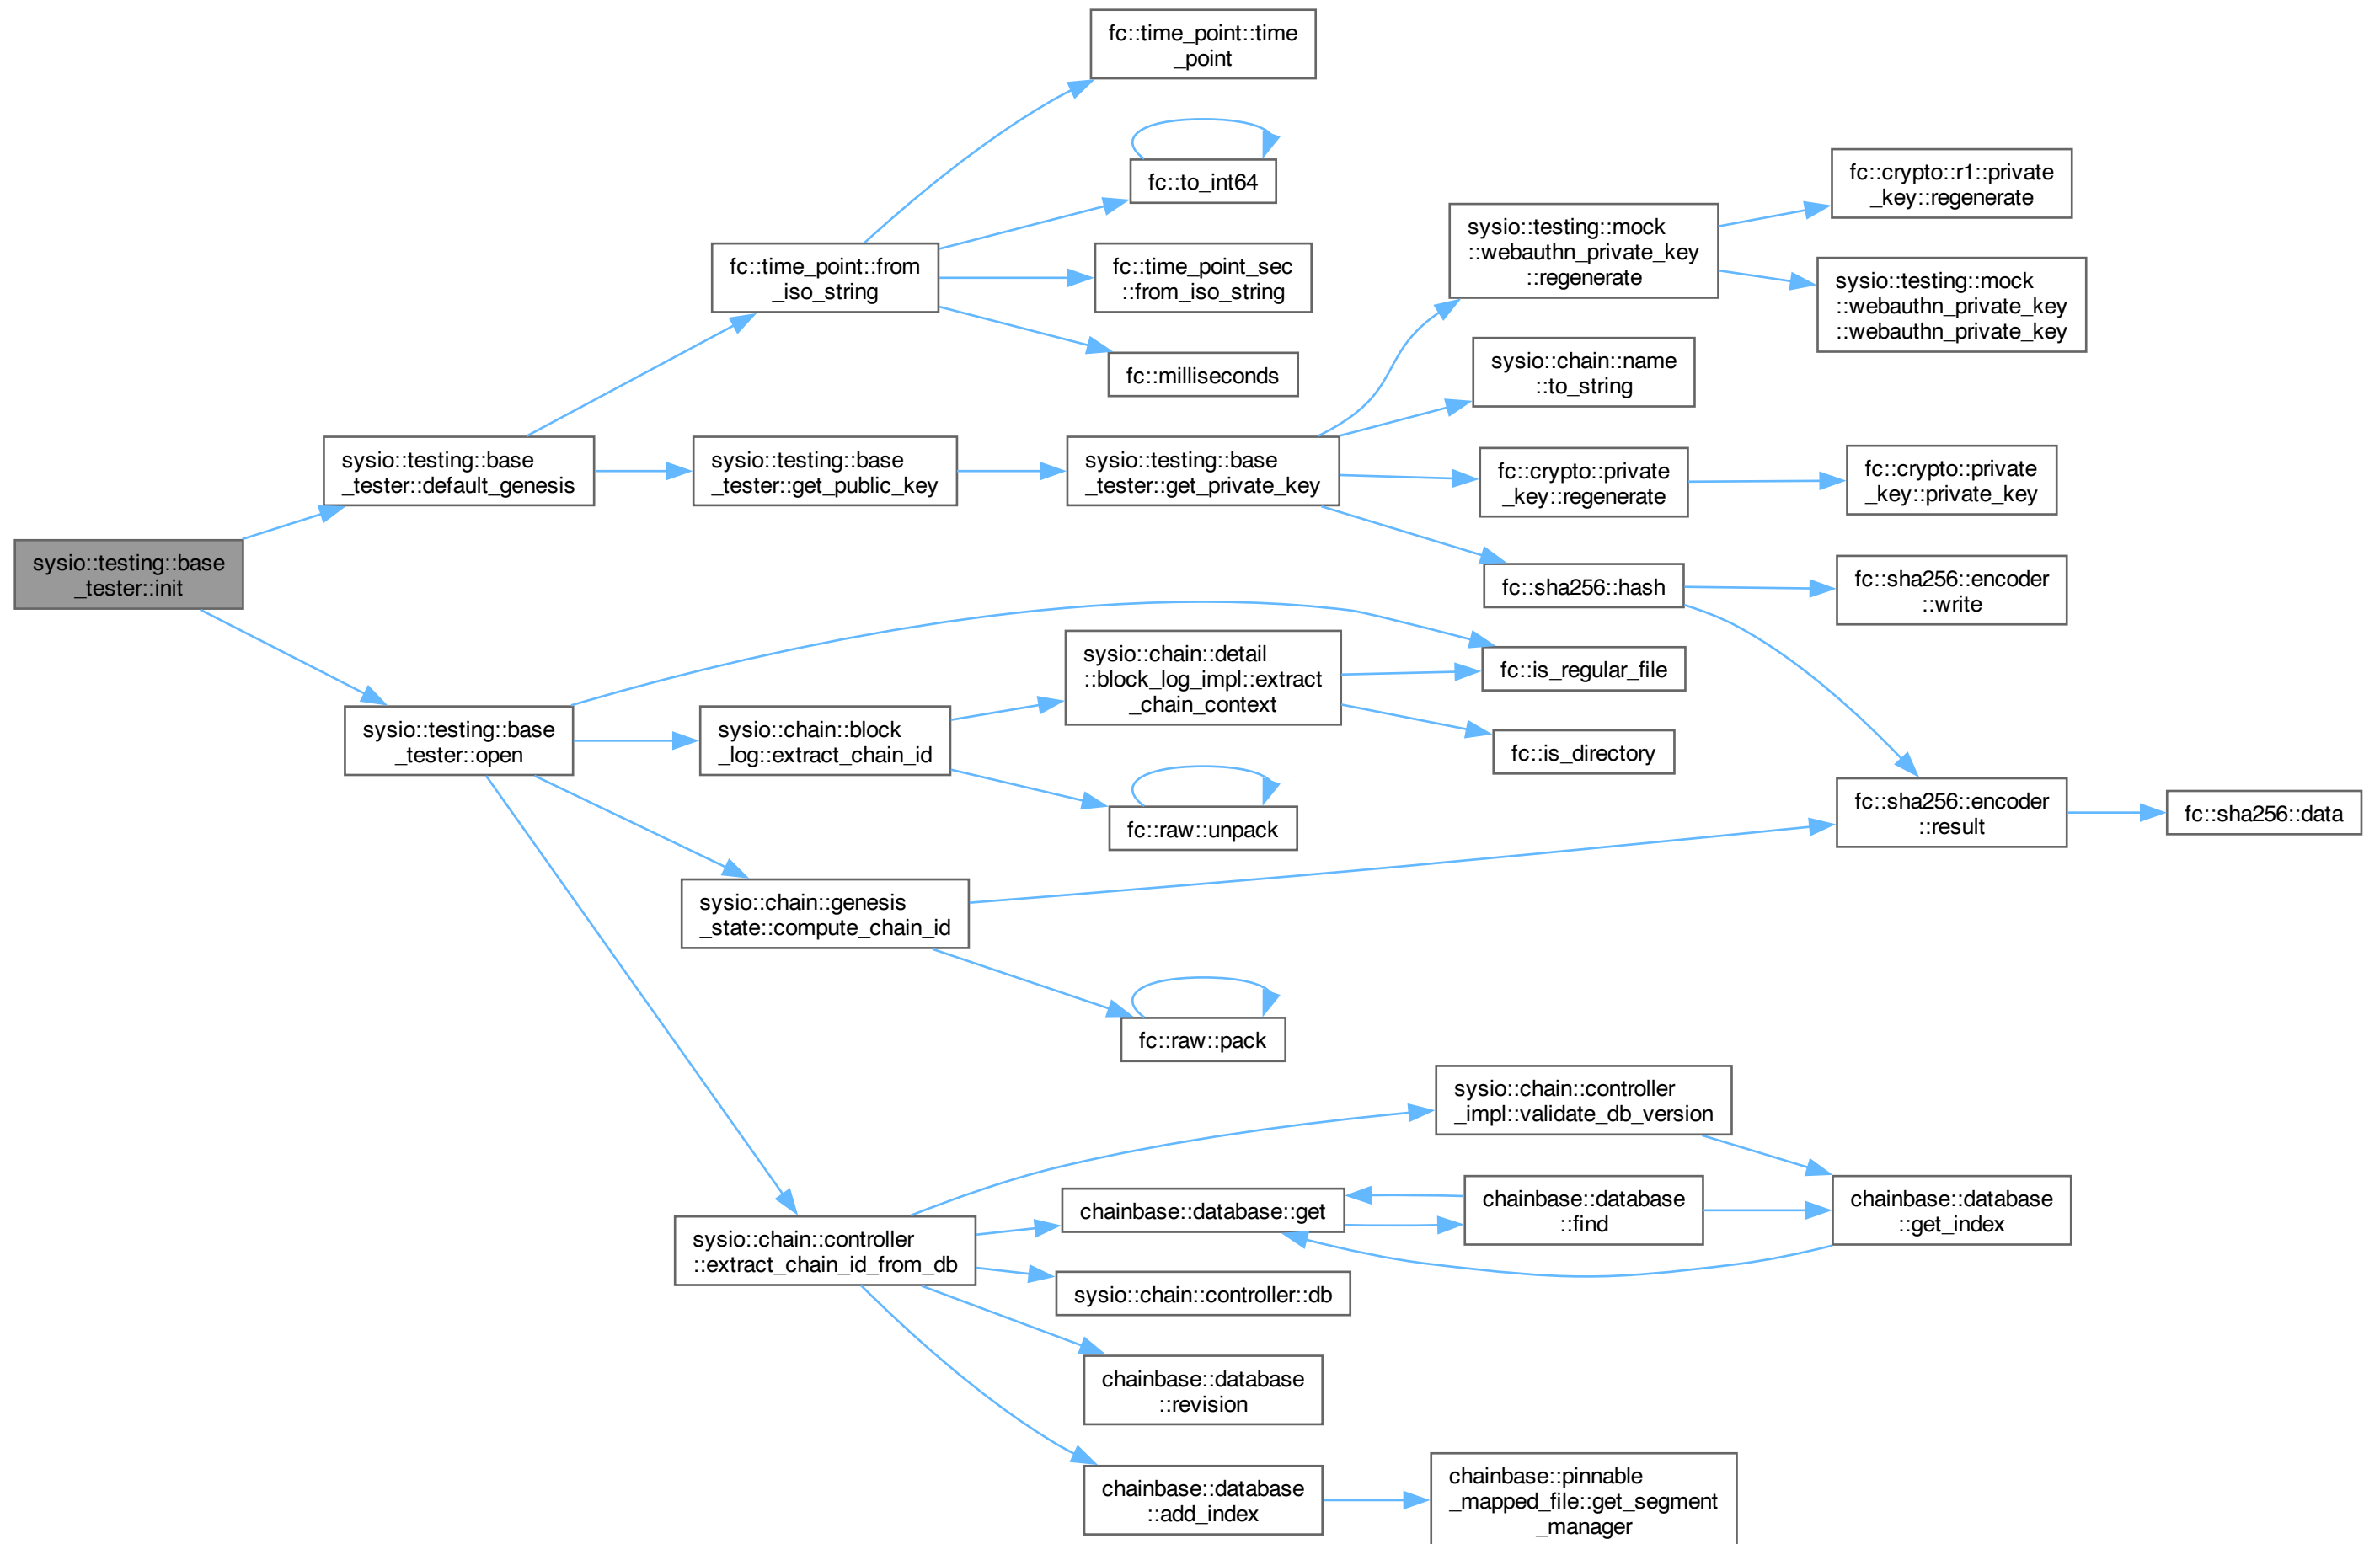 fc::time_point::time
_point
fc::to_int64
fc::crypto::r1::private
_key::regenerate
sysio::testing::mock
::webauthn_private_key
::regenerate
fc::time_point::from
_iso_string
fc::time_point_sec
::from_iso_string
sysio::testing::mock
::webauthn_private_key
::webauthn_private_key
fc::milliseconds
sysio::chain::name
::to_string
sysio::testing::base
_tester::default_genesis
sysio::testing::base
_tester::get_public_key
sysio::testing::base
_tester::get_private_key
fc::crypto::private
_key::regenerate
fc::crypto::private
_key::private_key
sysio::testing::base
_tester::init
fc::sha256::hash
fc::sha256::encoder
::write
sysio::chain::detail
::block_log_impl::extract
_chain_context
fc::is_regular_file
sysio::testing::base
_tester::open
sysio::chain::block
_log::extract_chain_id
fc::is_directory
fc::raw::unpack
fc::sha256::encoder
::result
fc::sha256::data
sysio::chain::genesis
_state::compute_chain_id
fc::raw::pack
sysio::chain::controller
_impl::validate_db_version
chainbase::database::get
chainbase::database
::find
chainbase::database
::get_index
sysio::chain::controller
::extract_chain_id_from_db
sysio::chain::controller::db
chainbase::database
::revision
chainbase::database
::add_index
chainbase::pinnable
_mapped_file::get_segment
_manager